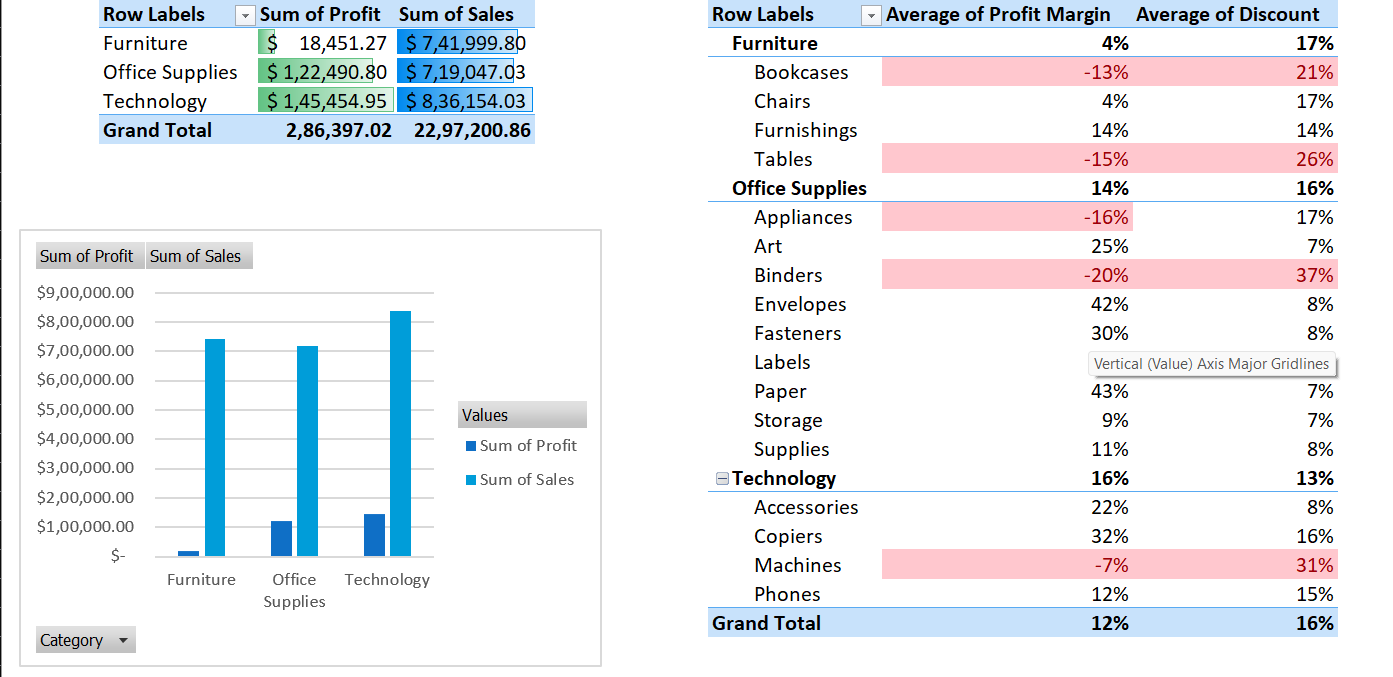 Row Labels Sum of Profit Sum of Sales
Furniture $ 18,451.27 $ 7,41,999.80
Office Supplies $ 1,22,490.80 $ 7,19,047.03
Technology $ 1,45,454.95 $ 8,36,154.03
Grand Total 2,86,397.02 22,97,200.86
Sum of Profit Sum of Sales
$9,00,000.00
$8,00,000.00
$7,00,000.00
$6,00,000.00
$5,00,000.00
$4,00,000.00
$3,00,000.00
$2,00,000.00
$1,00,000.00
$-
Furniture Office Supplies Technology
Values
Sum of Profit
Sum of Sales
Category
Row Labels Average of Profit Margin Average of Discount
Furniture 4% 17%
Bookcases -13% 21%
Chairs 4% 17%
Furnishings 14% 14%
Tables -15% 26%
Office Supplies 14% 16%
Appliances -16% 17%
Art 25% 7%
Binders -20% 37%
Envelopes 42% 8%
Fasteners 30% 8%
Labels
Vertical (Value) Axis Major Gridlines
Paper 43% 7%
Storage 9% 7%
Supplies 11% 8%
Technology 16% 13%
Accessories 22% 8%
Copiers 32% 16%
Machines -7% 31%
Phones 12% 15%
Grand Total 12% 16%